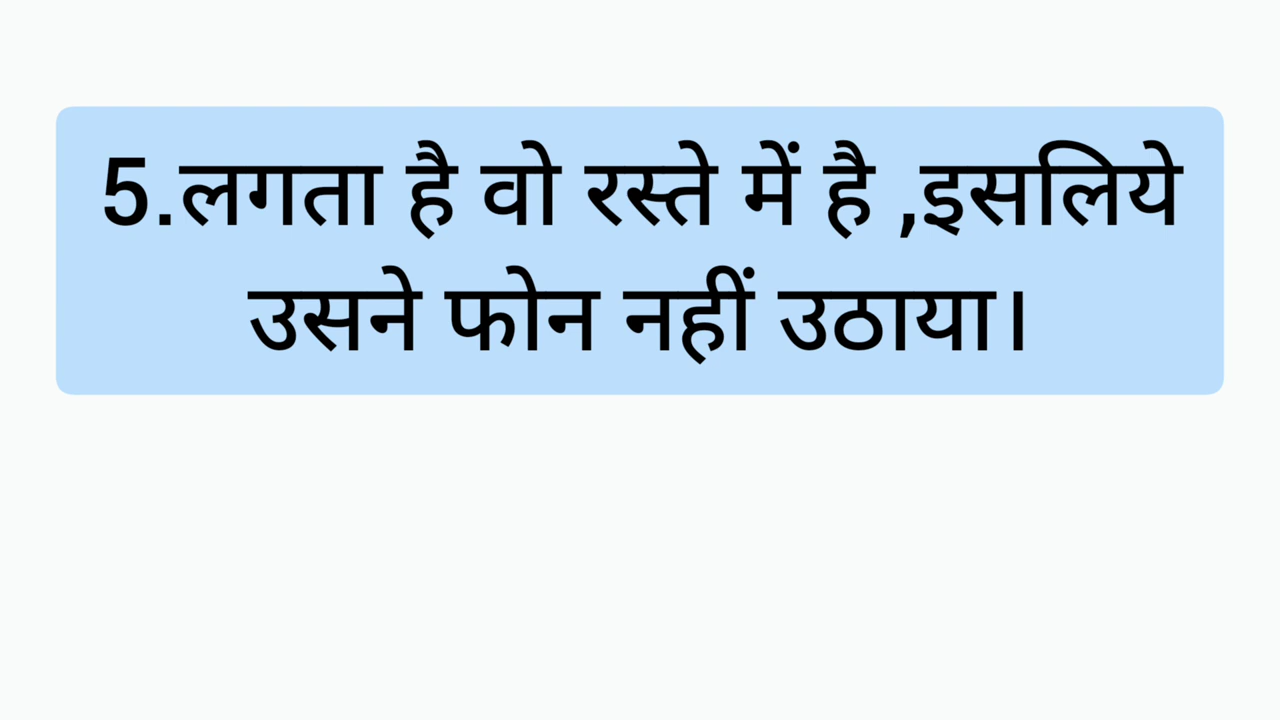 5.लगता है वो रस्ते में है ,इसलिये
उसने फोन नहीं उठाया।